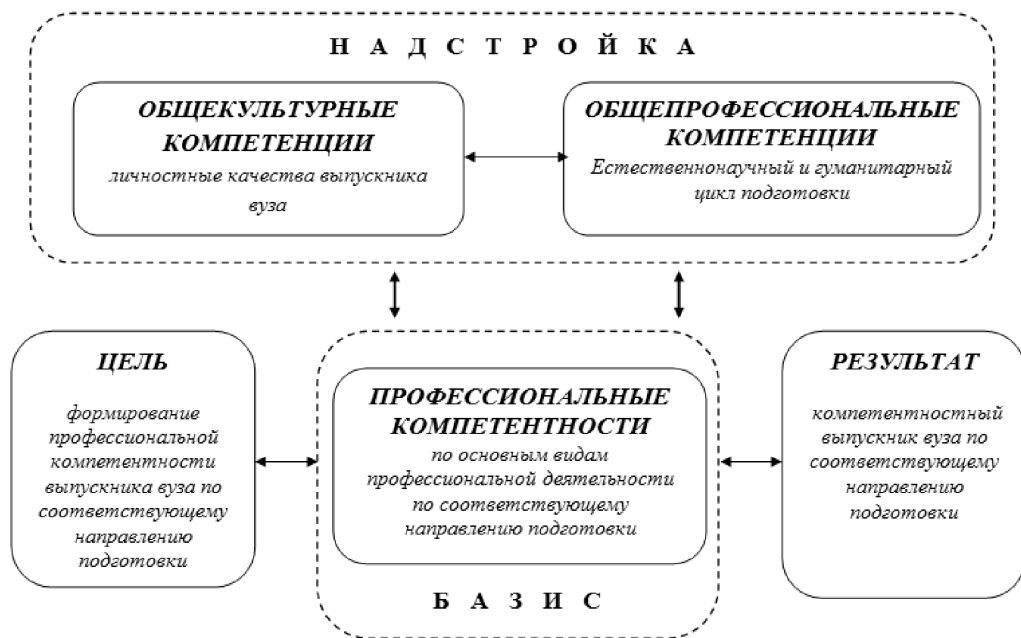 Н А Д С Т Р О Й К А
ОБЩЕКУЛЬТУРНЫЕ
КОМПЕТЕНЦИИ
личностные качества выпускника
вуза
ОБЩЕПРОФЕССИОНАЛЬНЫЕ
КОМПЕТЕНЦИИ
Естественнонаучный и гуманитарный
цикл подготовки
ЦЕЛЬ
формирование
профессиональной
компетентности
выпускника вуза по
соответствующему
направлению
подготовки
ПРОФЕССИОНАЛЬНЫЕ
КОМПЕТЕНТНОСТИ
по основным видам
профессиональной деятельности
по соответствующему
направлению подготовки
Б А З И С
РЕЗУЛЬТАТ
компетентностный
выпускник вуза по
соответствующему
направлению
подготовки